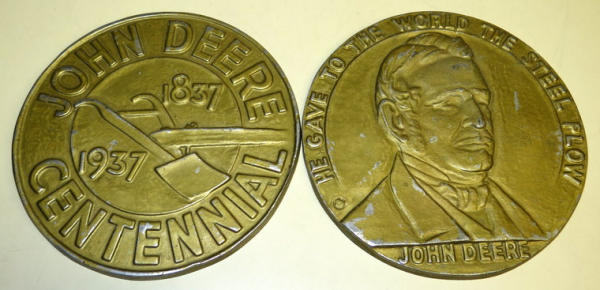 JOHN DEERE
1837
1937
CENTENNIAL
HE GAVE TO THE WORLD THE STEEL PLOW
JOHN DEERE